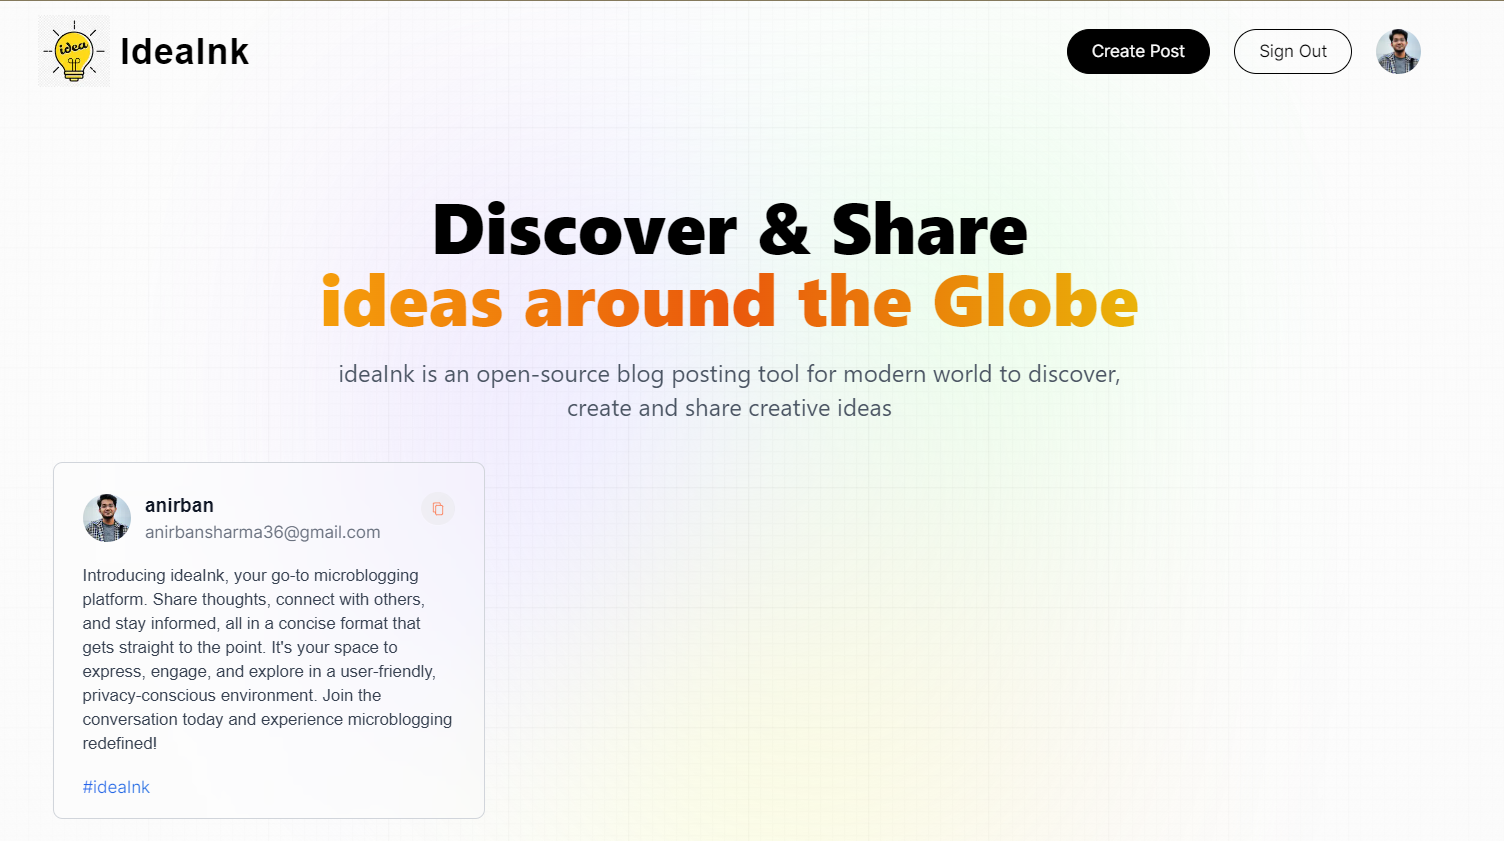 idea
IdeaInk
Create Post
Sign Out
Discover & Share
ideas around the Globe
ideaInk is an open-source blog posting tool for modern world to discover,
create and share creative ideas
anirban
anirbansharma36@gmail.com
Introducing ideaInk, your go-to microblogging
platform. Share thoughts, connect with others,
and stay informed, all in a concise format that
gets straight to the point. It's your space to
express, engage, and explore in a user-friendly,
privacy-conscious environment. Join the
conversation today and experience microblogging
redefined!
#ideaInk